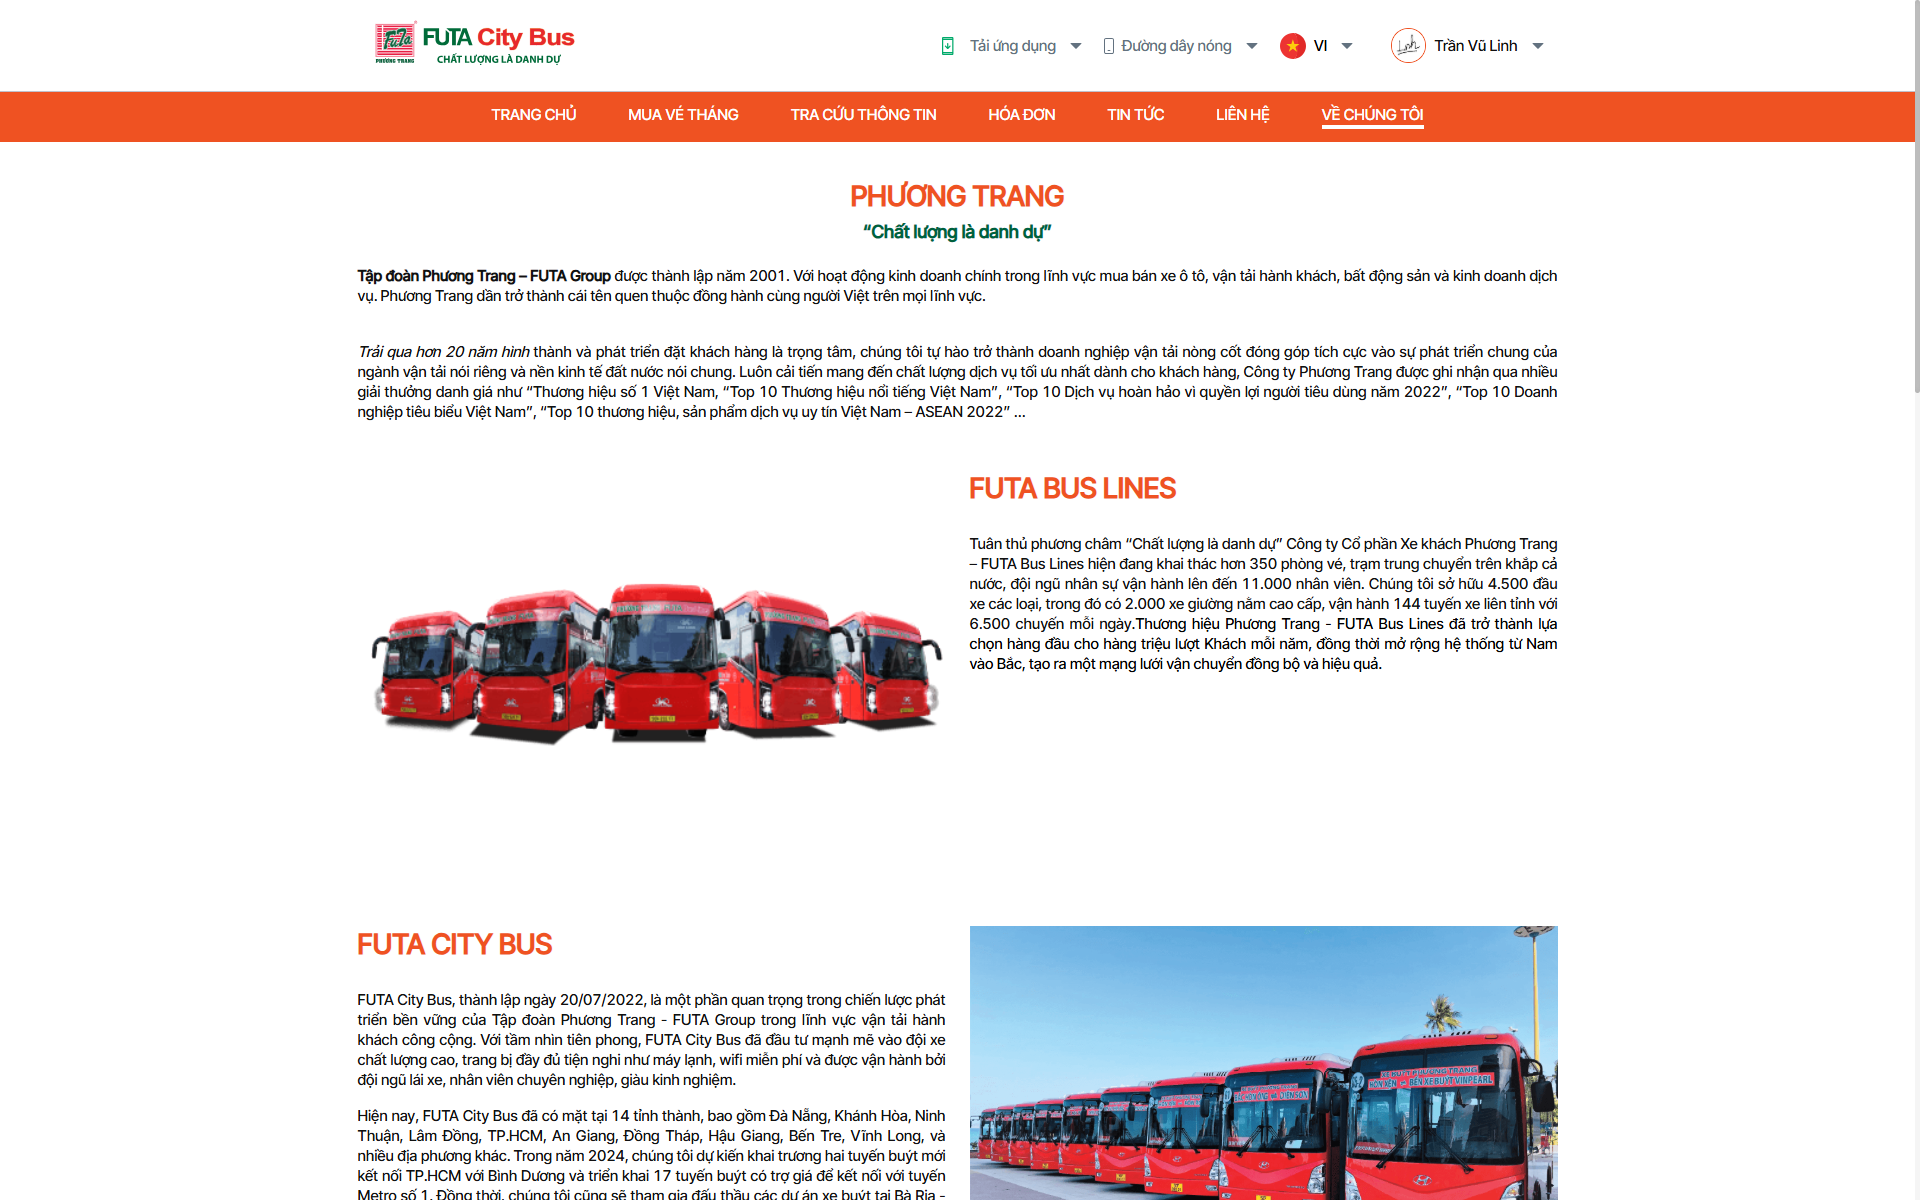 FuTa
PHƯƠNG TRANG
FUTA City Bus
CHẤT LƯỢNG LÀ DANH DỰ
Tải ứng dụng
Đường dây nóng
VI
Trần Vũ Linh
TRANG CHỦ
MUA VÉ THÁNG
TRA CỨU THÔNG TIN
HÓA ĐƠN
TIN TỨC
LIÊN HỆ
VỀ CHÚNG TÔI
PHƯƠNG TRANG
“Chất lượng là danh dự”
Tập đoàn Phương Trang – FUTA Group được thành lập năm 2001. Với hoạt động kinh doanh chính trong lĩnh vực mua bán xe ô tô, vận tải hành khách, bất động sản và kinh doanh dịch
vụ. Phương Trang dần trở thành cái tên quen thuộc đồng hành cùng người Việt trên mọi lĩnh vực.
Trải qua hơn 20 năm hình thành và phát triển đặt khách hàng là trọng tâm, chúng tôi tự hào trở thành doanh nghiệp vận tải nòng cốt đóng góp tích cực vào sự phát triển chung của
ngành vận tải nói riêng và nền kinh tế đất nước nói chung. Luôn cải tiến mang đến chất lượng dịch vụ tối ưu nhất dành cho khách hàng, Công ty Phương Trang được ghi nhận qua nhiều
giải thưởng danh giá như “Thương hiệu số 1 Việt Nam, “Top 10 Thương hiệu nổi tiếng Việt Nam”, “Top 10 Dịch vụ hoàn hảo vì quyền lợi người tiêu dùng năm 2022”, “Top 10 Doanh
nghiệp tiêu biểu Việt Nam”, “Top 10 thương hiệu, sản phẩm dịch vụ uy tín Việt Nam – ASEAN 2022” ...
FUTA BUS LINES
Tuân thủ phương châm “Chất lượng là danh dự” Công ty Cổ phần Xe khách Phương Trang
– FUTA Bus Lines hiện đang khai thác hơn 350 phòng vé, trạm trung chuyển trên khắp cả
nước, đội ngũ nhân sự vận hành lên đến 11.000 nhân viên. Chúng tôi sở hữu 4.500 đầu
xe các loại, trong đó có 2.000 xe giường nằm cao cấp, vận hành 144 tuyến xe liên tỉnh với
6.500 chuyến mỗi ngày.Thương hiệu Phương Trang - FUTA Bus Lines đã trở thành lựa
chọn hàng đầu cho hàng triệu lượt Khách mỗi năm, đồng thời mở rộng hệ thống từ Nam
vào Bắc, tạo ra một mạng lưới vận chuyển đồng bộ và hiệu quả.
FUTA CITY BUS
FUTA City Bus, thành lập ngày 20/07/2022, là một phần quan trọng trong chiến lược phát
triển bền vững của Tập đoàn Phương Trang - FUTA Group trong lĩnh vực vận tải hành
khách công cộng. Với tầm nhìn tiên phong, FUTA City Bus đã đầu tư mạnh mẽ vào đội xe
chất lượng cao, trang bị đầy đủ tiện nghi như máy lạnh, wifi miễn phí và được vận hành bởi
đội ngũ lái xe, nhân viên chuyên nghiệp, giàu kinh nghiệm.
Hiện nay, FUTA City Bus đã có mặt tại 14 tỉnh thành, bao gồm Đà Nẵng, Khánh Hòa, Ninh
Thuận, Lâm Đồng, TP.HCM, An Giang, Đồng Tháp, Hậu Giang, Bến Tre, Vĩnh Long, và
nhiều địa phương khác. Trong năm 2024, chúng tôi dự kiến khai trương hai tuyến buýt mới
kết nối TP.HCM với Bình Dương và triển khai 17 tuyến buýt có trợ giá để kết nối với tuyến
Metro số 1. Đồng thời, chúng tôi cũng sẽ tham gia đấu thầu các dự án xe buýt tại Bà Rịa -
XE BUÝT PHƯƠNG TRANG
HÒN XỆN BẾN XE BUÝT VINPEARL